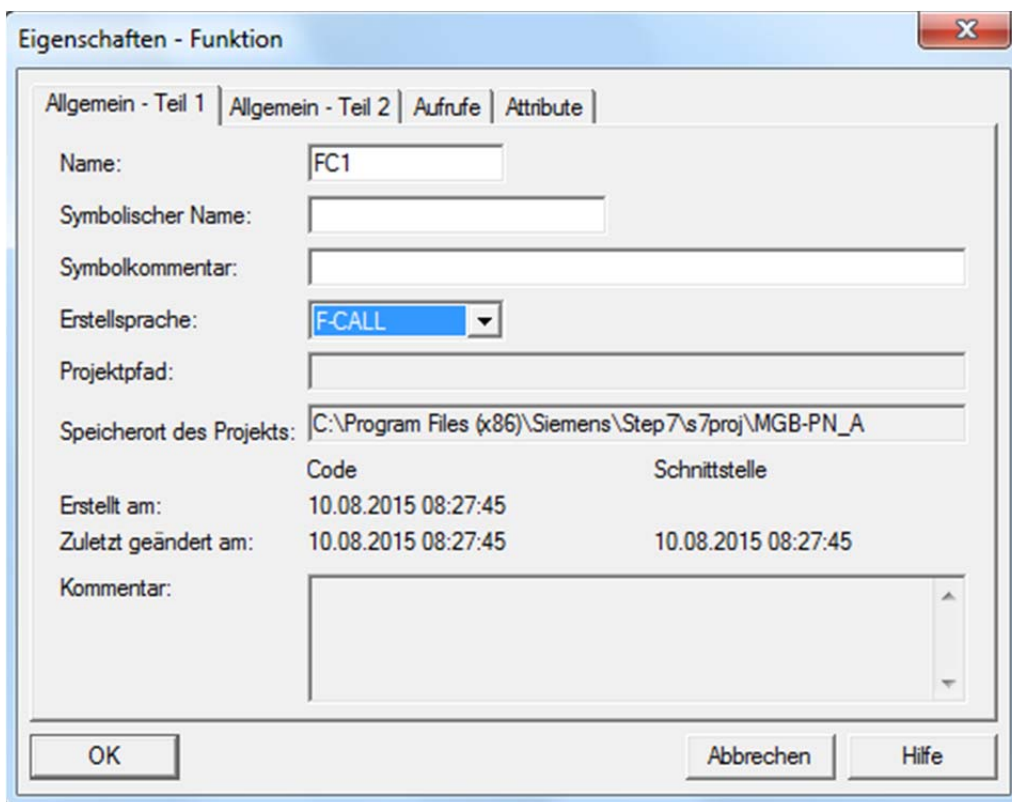 Eigenschaften - Funktion
Allgemein - Teil 1 Allgemein - Teil 2 Aufrufe Attribute
Name: FC1
Symbolischer Name:
Symbolkommentar:
Erstellsprache: F-CALL
Projektpfad:
Speicherort des Projekts: C:\Program Files (x86)\Siemens\Step7\s7proj\MGB-PN_A
Code Schnittstelle
Erstellt am: 10.08.2015 08:27:45
Zuletzt geändert am: 10.08.2015 08:27:45 10.08.2015 08:27:45
Kommentar:
OK Abbrechen Hilfe